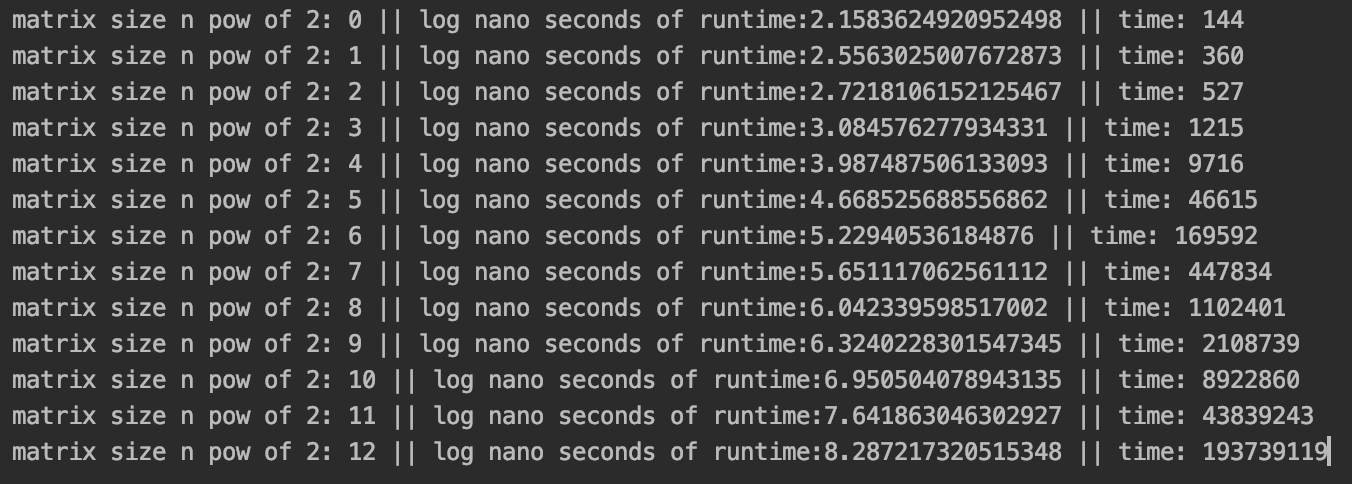 matrix size n pow of 2: 0 || log nano seconds of runtime:2.1583624920952498 || time: 144
matrix size n pow of 2: 1 || log nano seconds of runtime:2.5563025007672873 || time: 360
matrix size n pow of 2: 2 || log nano seconds of runtime:2.7218106152125467 || time: 527
matrix size n pow of 2: 3 || log nano seconds of runtime:3.084576277934331 || time: 1215
matrix size n pow of 2: 4 || log nano seconds of runtime:3.987487506133093 || time: 9716
matrix size n pow of 2: 5 || log nano seconds of runtime:4.668525688556862 || time: 46615
matrix size n pow of 2: 6 || log nano seconds of runtime:5.22940536184876 || time: 169592
matrix size n pow of 2: 7 || log nano seconds of runtime:5.651117062561112 || time: 447834
matrix size n pow of 2: 8 || log nano seconds of runtime:6.042339598517002 || time: 1102401
matrix size n pow of 2: 9 || log nano seconds of runtime:6.3240228301547345 || time: 2108739
matrix size n pow of 2: 10 || log nano seconds of runtime:6.950504078943135 || time: 8922860
matrix size n pow of 2: 11 || log nano seconds of runtime:7.641863046302927 || time: 43839243
matrix size n pow of 2: 12 || log nano seconds of runtime:8.287217320515348 || time: 193739119